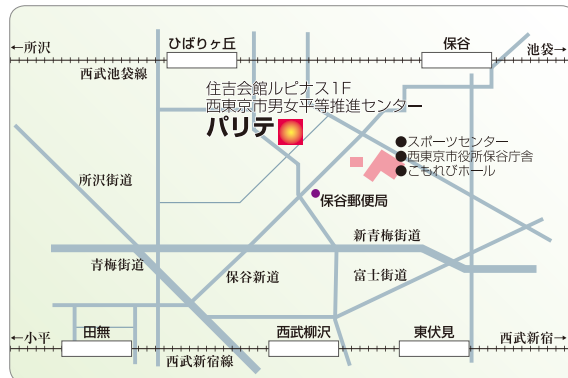 ←所沢
ひばりヶ丘
保谷
池袋→
西武池袋線
住吉会館ルピナス1F
西東京市男女平等推進センター
パリテ
●スポーツセンター
●西東京市役所保谷庁舎
●こもれびホール
所沢街道
保谷郵便局
新青梅街道
青梅街道
保谷新道
富士街道
←小平
田無
西武柳沢
東伏見
西武新宿→
西武新宿線